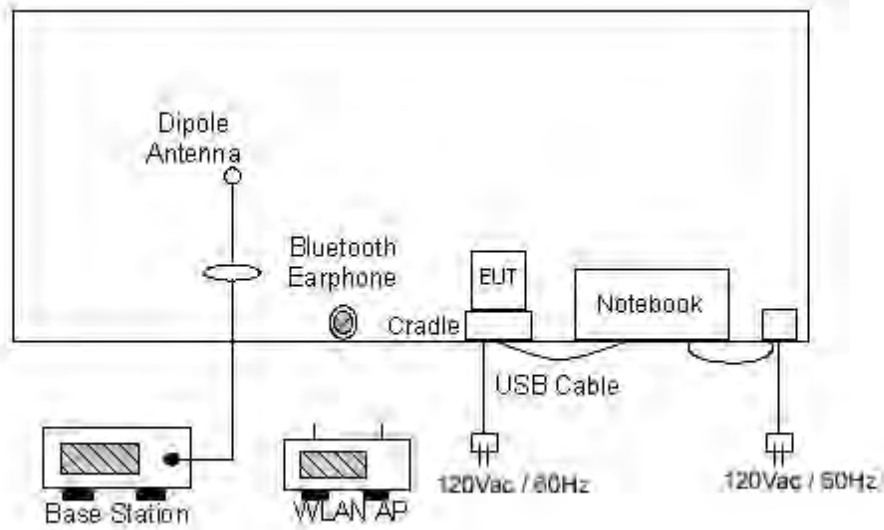 Dipole
Antenna
Bluetooth
Earphone
EUT
Notebook
Cradle
USB Cable
120Vac / 60Hz
120Vac / 60Hz
Base Station
WLAN AP